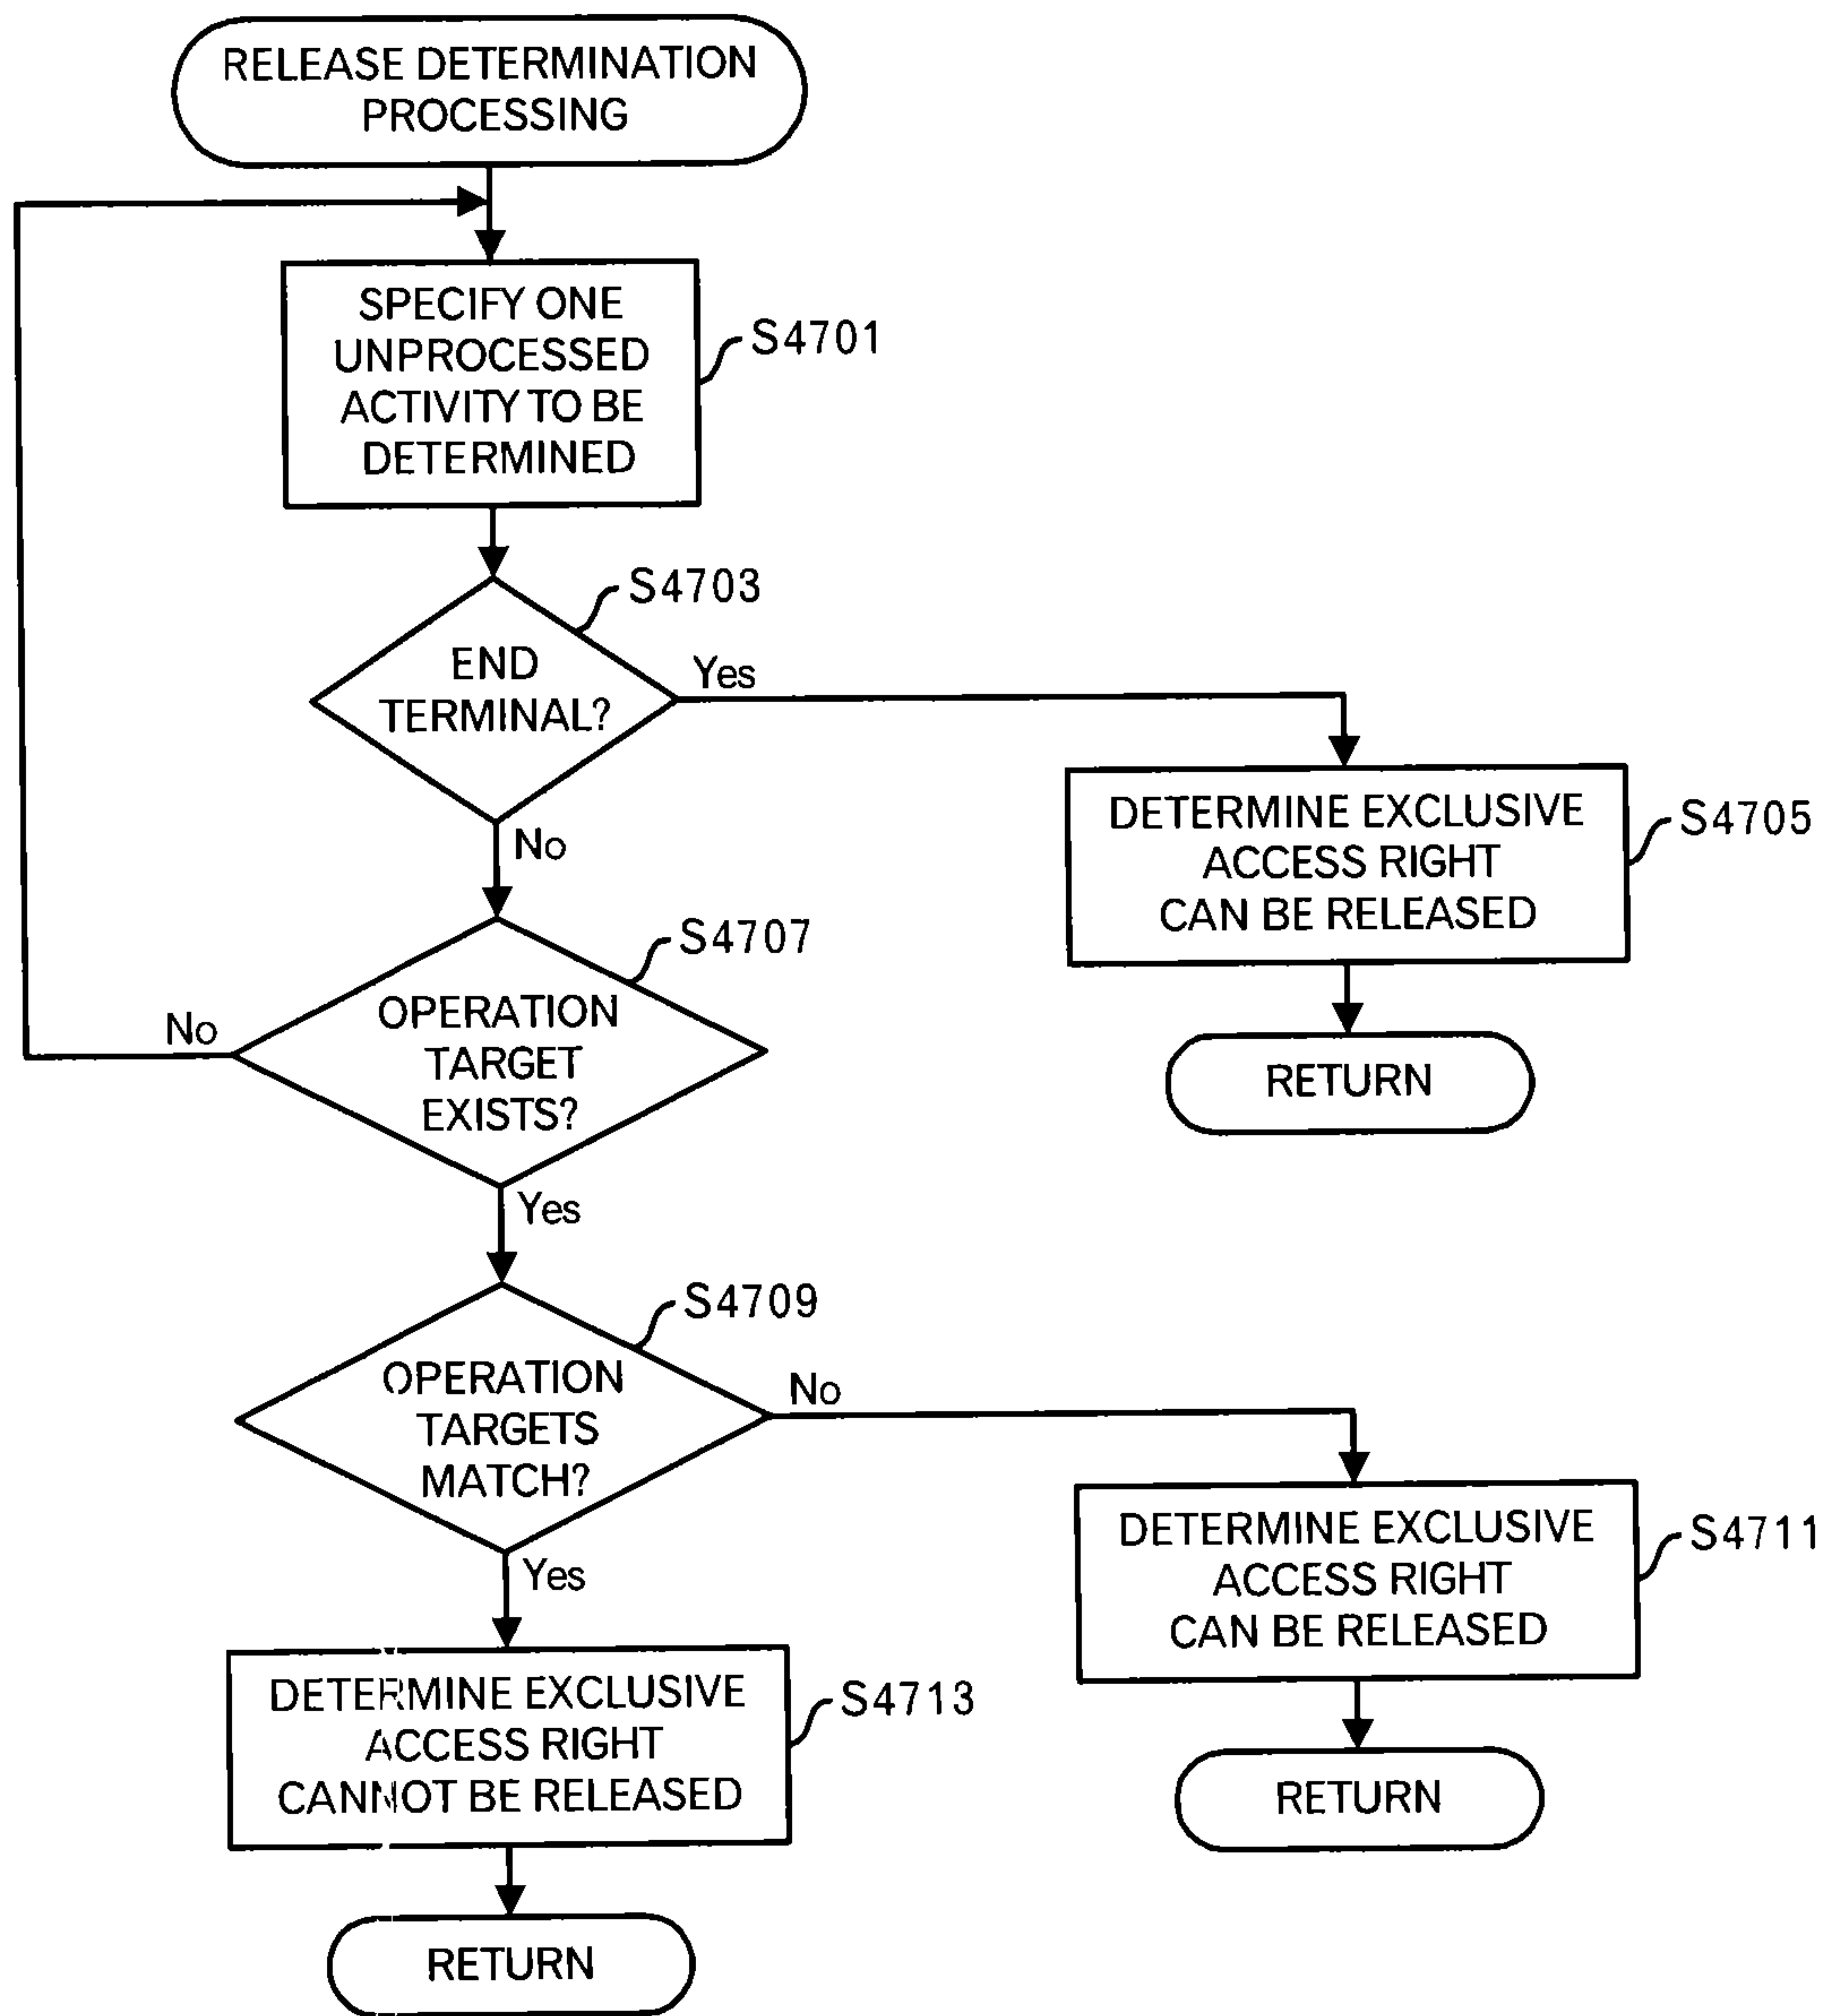 RELEASE DETERMINATION
PROCESSING
SPECIFY ONE
UNPROCESSED
ACTIVITY TO BE
DETERMINED
S4701
S4703
END
TERMINAL?
Yes
No
DETERMINE EXCLUSIVE
ACCESS RIGHT
CAN BE RELEASED
S4705
RETURN
S4707
OPERATION
TARGET
EXISTS?
No
Yes
S4709
OPERATION
TARGETS
MATCH?
No
Yes
DETERMINE EXCLUSIVE
ACCESS RIGHT
CAN BE RELEASED
S4711
RETURN
DETERMINE EXCLUSIVE
ACCESS RIGHT
CANNOT BE RELEASED
S4713
RETURN